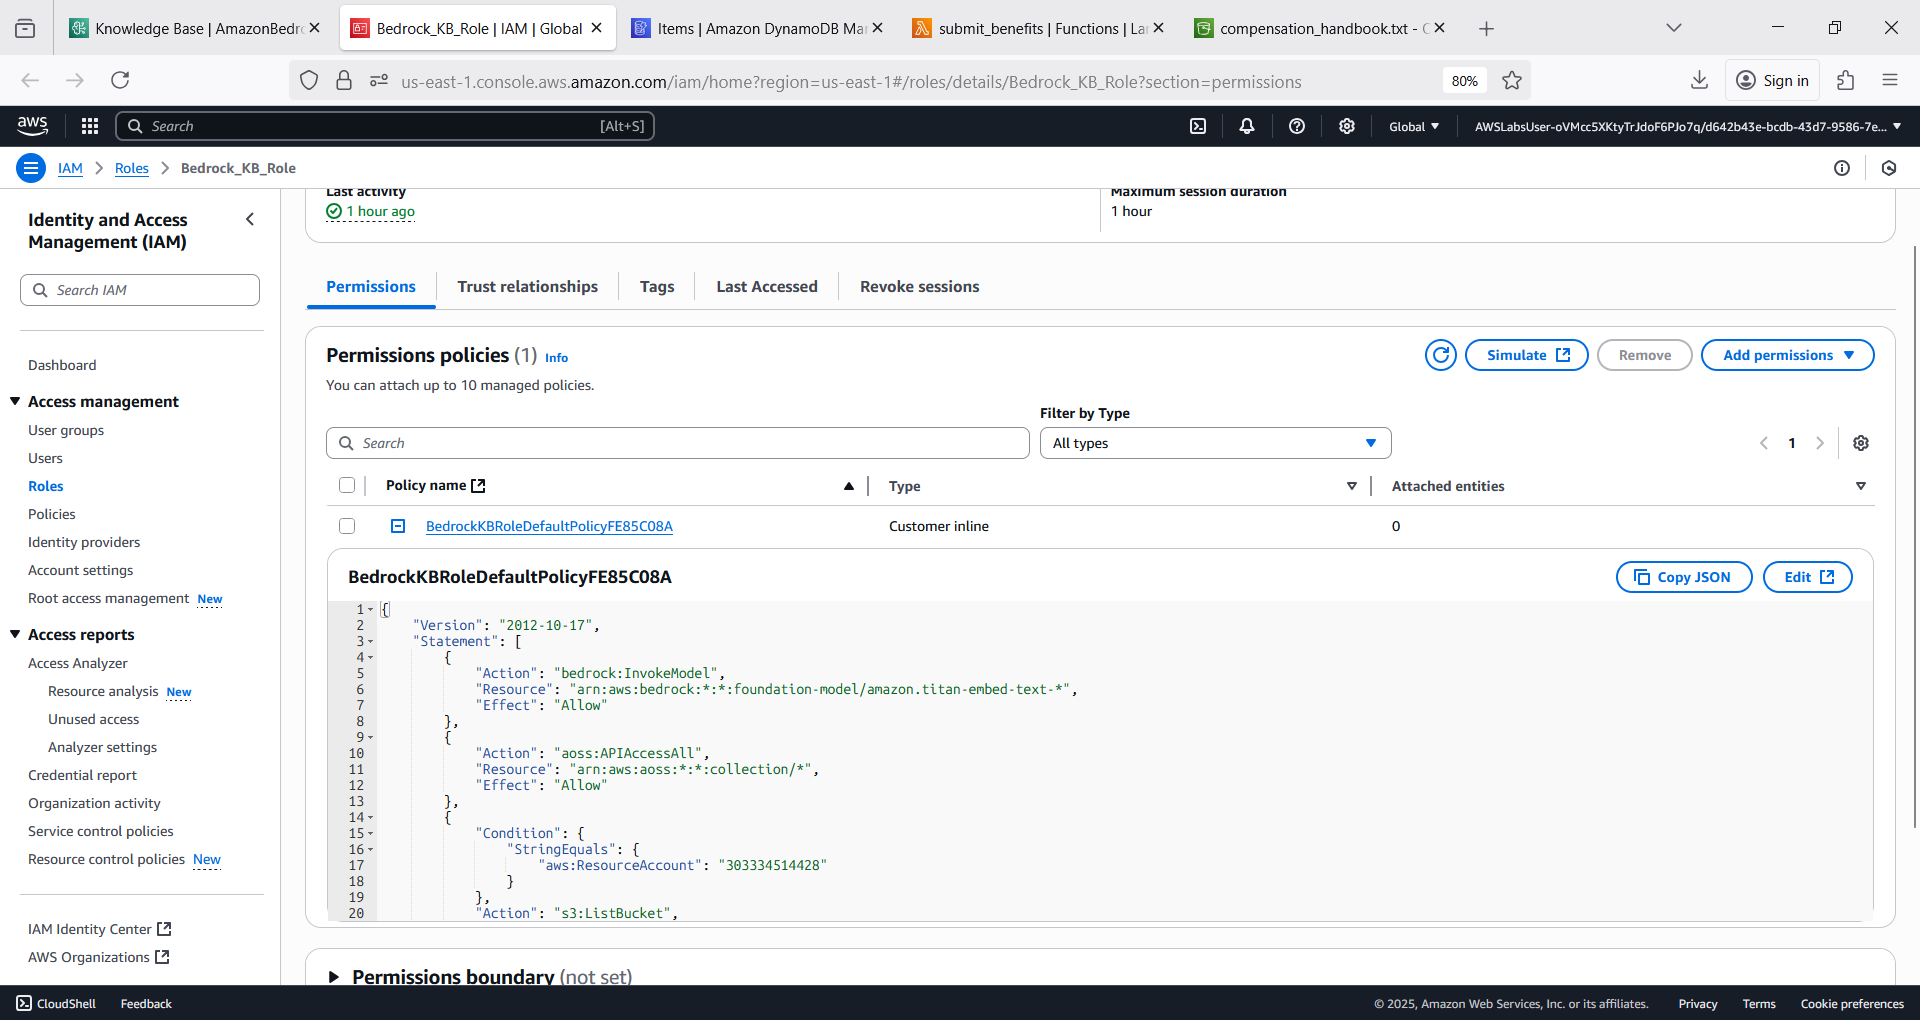 Knowledge Base | AmazonBedro
Bedrock_KB_Role | IAM | Global
Items | Amazon DynamoDB Ma
submit_benefits | Functions | La
compensation_handbook.txt - 
us-east-1.console.aws.amazon.com/iam/home?region=us-east-1#/roles/details/Bedrock_KB_Role?section=permissions
80%
Sign in
aws
Search
[Alt+S]
Global
AWSLabsUser-oVMcc5XKtyTrJdoF6PJo7q/d642b43e-bcdb-43d7-9586-7e...
IAM
Roles
Bedrock_KB_Role
Identity and Access
Management (IAM)
Search IAM
Dashboard
Access management
User groups
Users
Roles
Policies
Identity providers
Account settings
Root access management New
Access reports
Access Analyzer
Resource analysis New
Unused access
Analyzer settings
Credential report
Organization activity
Service control policies
Resource control policies New
IAM Identity Center
AWS Organizations
Last activity
1 hour ago
Maximum session duration
1 hour
Permissions
Trust relationships
Tags
Last Accessed
Revoke sessions
Permissions policies (1) Info
You can attach up to 10 managed policies.
Simulate
Remove
Add permissions
Filter by Type
Search
All types
1
Policy name
Type
Attached entities
BedrockKBRoleDefaultPolicyFE85C08A
Customer inline
0
BedrockKBRoleDefaultPolicyFE85C08A
Copy JSON
Edit
1 {
2 "Version": "2012-10-17",
3 "Statement": [
4 {
5 "Action": "bedrock:InvokeModel",
6 "Resource": "arn:aws:bedrock:*:*:foundation-model/amazon.titan-embed-text-*",
7 "Effect": "Allow"
8 },
9 {
10 "Action": "aoss:APIAccessAll",
11 "Resource": "arn:aws:aoss:*:*:collection/*",
12 "Effect": "Allow"
13 },
14 {
15 "Condition": {
16 "StringEquals": {
17 "aws:ResourceAccount": "303334514428"
18 }
19 },
20 "Action": "s3:ListBucket",
Permissions boundary (not set)
CloudShell
Feedback
© 2025, Amazon Web Services, Inc. or its affiliates.
Privacy
Terms
Cookie preferences